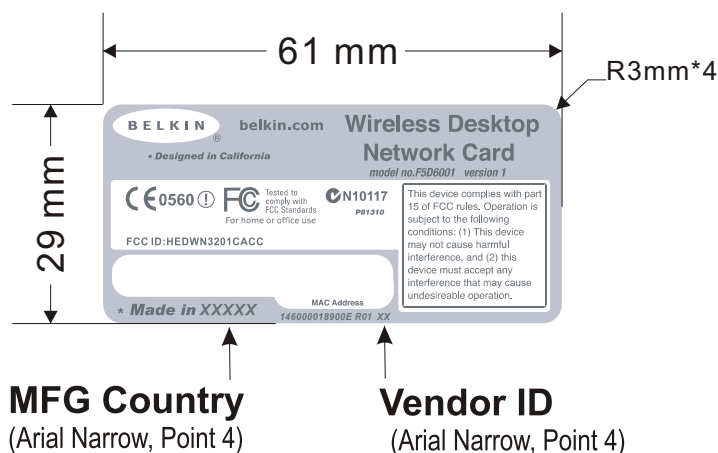 61 mm
R3mm*4
29 mm
BELKIN ®
belkin.com
• Designed in California
Wireless Desktop
Network Card
model no.F5D6001 version 1
CE0560
FC Tested to
comply with
FCC Standards
For home or office use
N10117
P81310
FCC ID:HEDWN3201CACC
This device complies with part
15 of FCC rules. Operation is
subject to the following
conditions: (1) This device
may not cause harmful
interference, and (2) this
device must accept any
interference that may cause
undesireable operation.
* Made in XXXXX
MAC Address
146000018900E R01 XX
MFG Country
(Arial Narrow, Point 4)
Vendor ID
(Arial Narrow, Point 4)